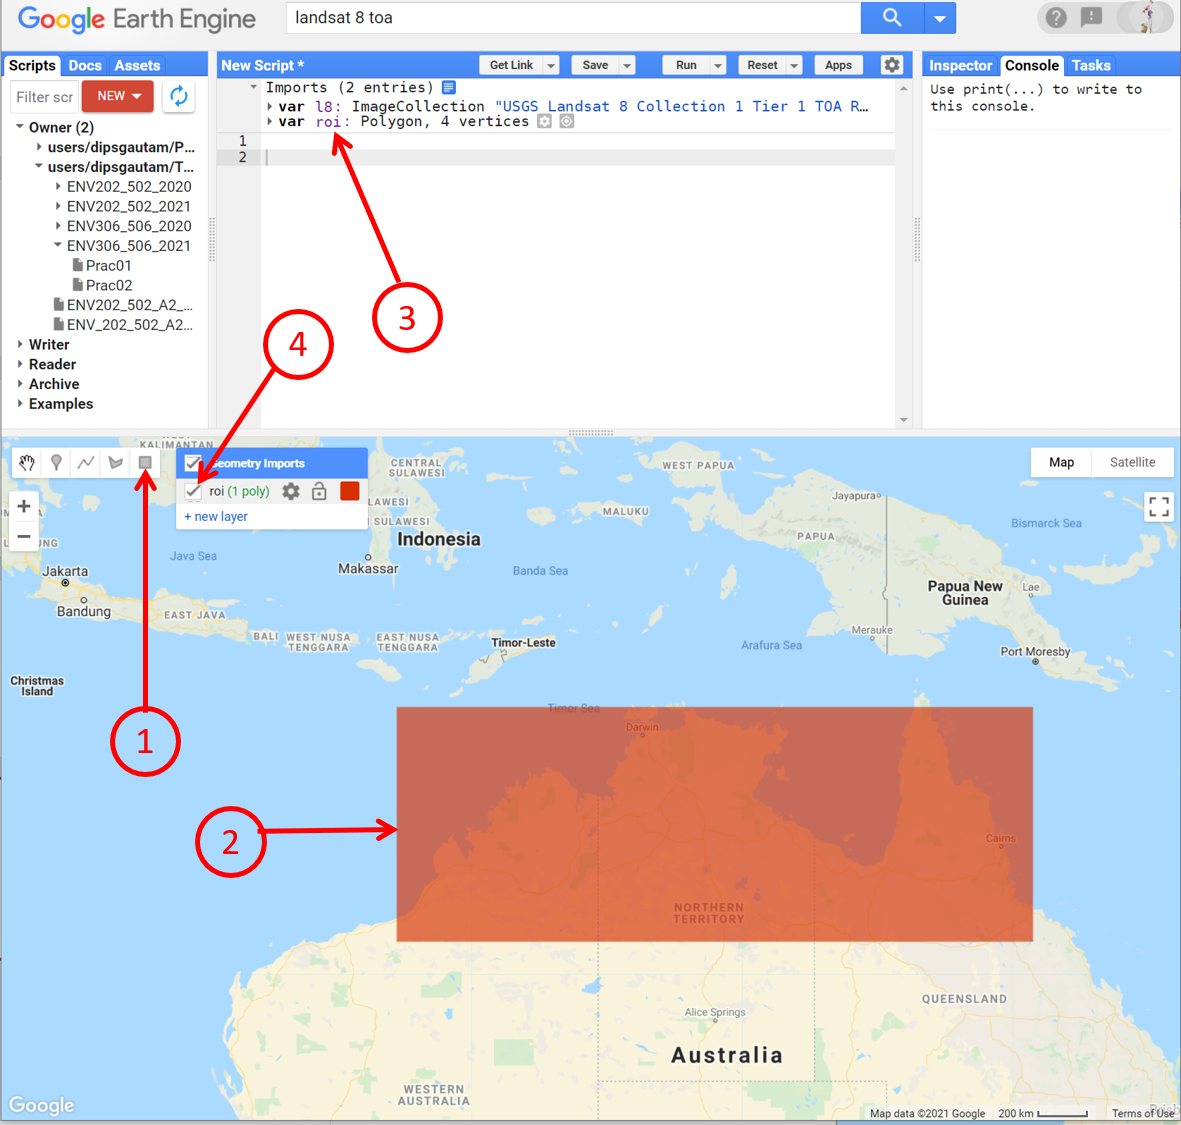 Google Earth Engine
landsat 8 toa
Scripts Docs Assets
New Script *
Get Link Save Run Reset Apps
Inspector Console Tasks
Filter scr NEW
Imports (2 entries)
var l8: ImageCollection "USGS Landsat 8 Collection 1 Tier 1 TOA R…
var roi: Polygon, 4 vertices
1
2
Use print(...) to write to
this console.
Owner (2)
users/dipsgautam/P...
users/dipsgautam/T...
ENV202_502_2020
ENV202_502_2021
ENV306_506_2020
ENV306_506_2021
Prac01
Prac02
ENV202_502_A2_...
ENV_202_502_A2...
Writer
Reader
Archive
Examples
3
4
KALIMANTAN
Geometry Imports
roi (1 poly)
+ new layer
Map Satellite
CENTRAL
SULAWESI
WEST PAPUA
Jayapura
SULAWESI
MALUKU
Bismarck Sea
PAPUA
Java Sea
Indonesia
Makassar
Banda Sea
Jakarta
Bandung
EAST JAVA
Papua New
Guinea
Lae
BALI
WEST NUSA
TENGGARA
EAST NUSA
TENGGARA
Timor-Leste
Arafura Sea
Merauke
Port Moresby
Christmas
Island
Timor Sea
Darwin
1
2
Cairns
NORTHERN
TERRITORY
QUEENSLAND
Alice Springs
Australia
WESTERN
AUSTRALIA
Google
Map data ©2021 Google 200 km Terms of Use